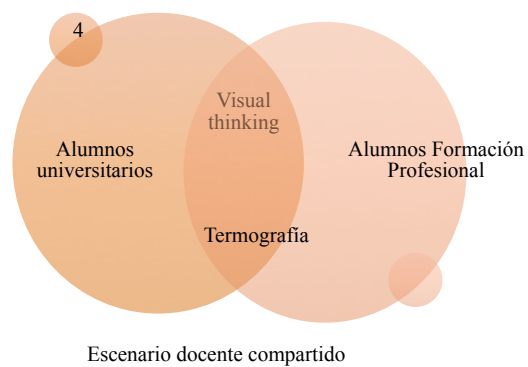 4
Visual
thinking
Alumnos
universitarios
Alumnos Formación
Profesional
Termografía
Escenario docente compartido